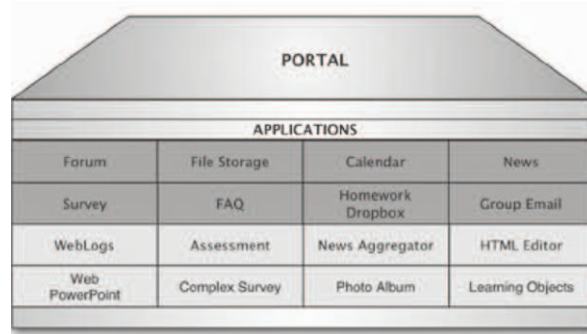 PORTAL
APPLICATIONS
Forum File Storage Calendar News
Survey FAQ Homework Dropbox Group Email
WebLogs Assessment News Aggregator HTML Editor
Web PowerPoint Complex Survey Photo Album Learning Objects